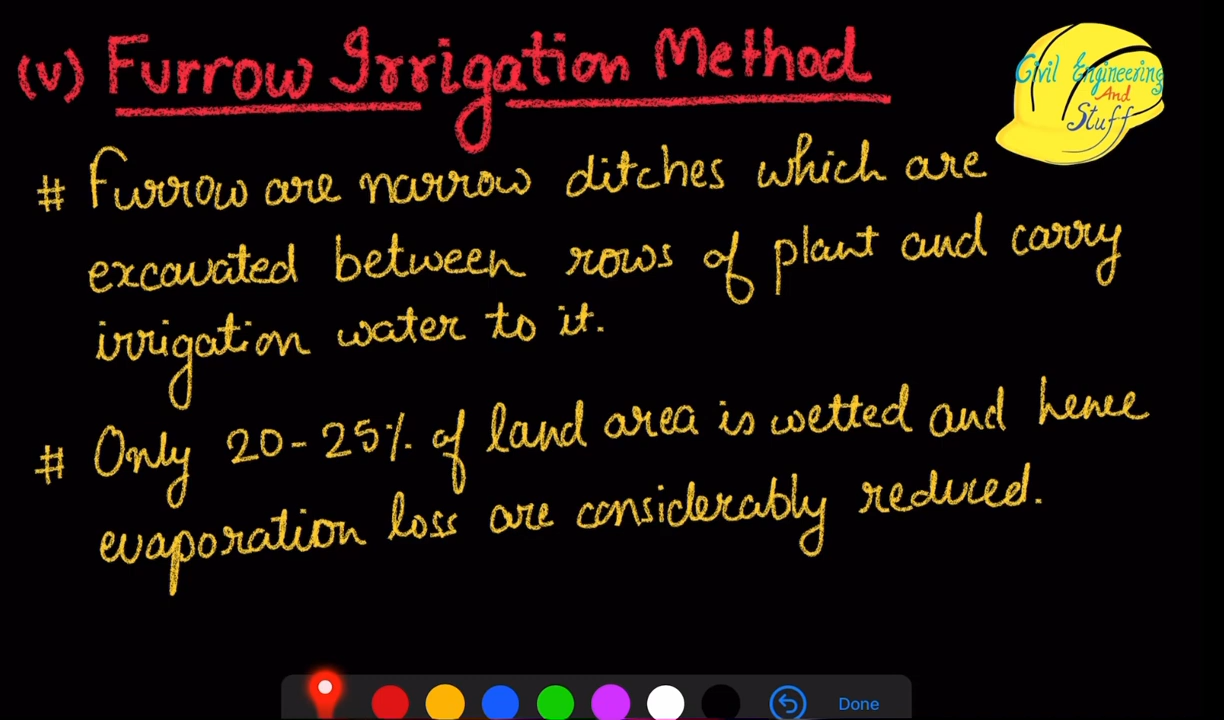 (v) Furrow Irrigation Method
Civil Engineering
And
Stuff
# Furrow are narrow ditches which are
excavated between rows of plant and carry
irrigation water to it.
# Only 20-25% of land area is wetted and hence
evaporation loss are considerably reduced.
Done